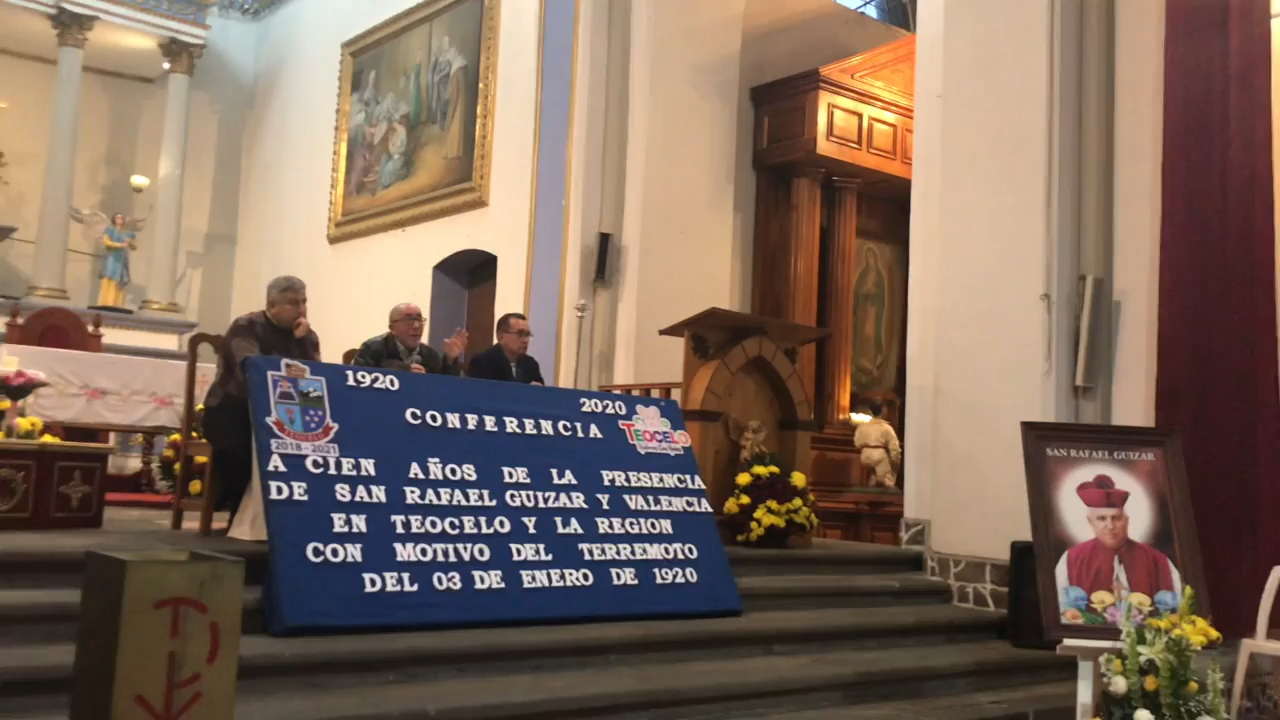 1920
2020
CONFERENCIA
TEOCELO
TEOCELO
2018-2021
A CIEN AÑOS DE LA PRESENCIA
DE SAN RAFAEL GUIZAR Y VALENCIA
EN TEOCELO Y LA REGION
CON MOTIVO DEL TERREMOTO
DEL 03 DE ENERO DE 1920
SAN RAFAEL GUIZAR